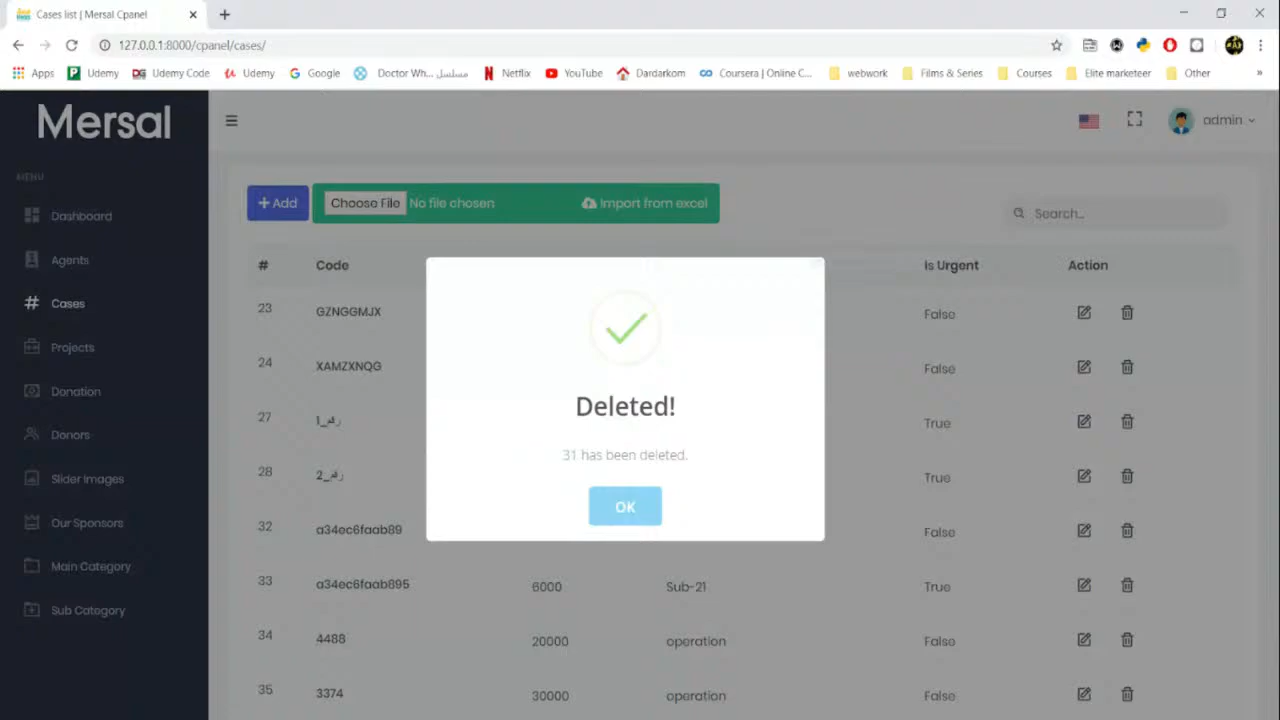 Cases list | Mersal Cpanel
127.0.0.1:8000/cpanel/cases/
Apps Udemy Udemy Code Udemy Google Doctor Wh... مسلسل Netflix YouTube Dardarkom Coursera | Online C... webwork Films & Series Courses Elite marketeer Other »
Mersal
admin
MENU
Dashboard
Agents
Cases
Projects
Donation
Donors
Slider Images
Our Sponsors
Main Category
Sub Category
Add Choose File No file chosen Import from excel Search...
# Code Is Urgent Action
23 GZNGGMJX False
24 XAMZXNQG False
27 رقم_1 True
28 رقم_2 True
32 a34ec6faab89 False
33 a34ec6faab895 6000 Sub-21 True
34 4488 20000 operation False
35 3374 30000 operation False
Deleted!
31 has been deleted.
OK